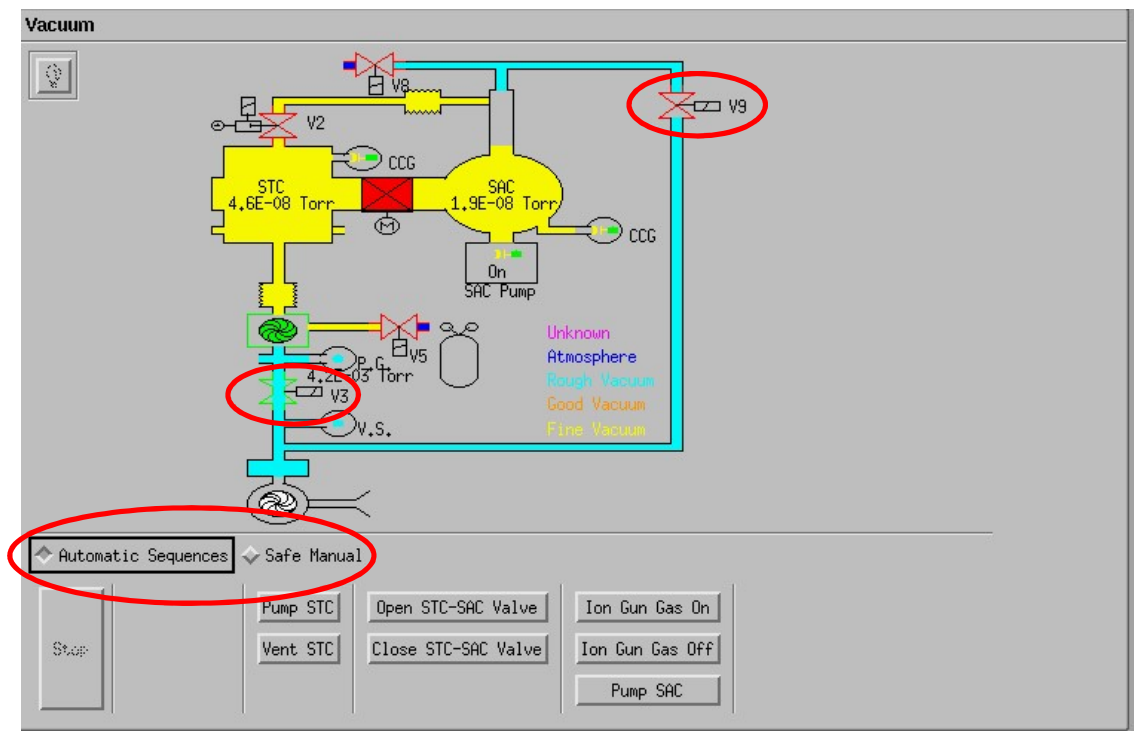 Vacuum
V8
V9
V2
CCG
STC
4.6E-08 Torr
SAC
1.9E-08 Torr
M
CCG
On
SAC Pump
Unknown
V5
Atmosphere
P.G.
4.2E-03 Torr
Rough Vacuum
V3
Good Vacuum
V.S.
Fine Vacuum
Automatic Sequences
Safe Manual
Pump STC
Open STC-SAC Valve
Ion Gun Gas On
Stop
Vent STC
Close STC-SAC Valve
Ion Gun Gas Off
Pump SAC